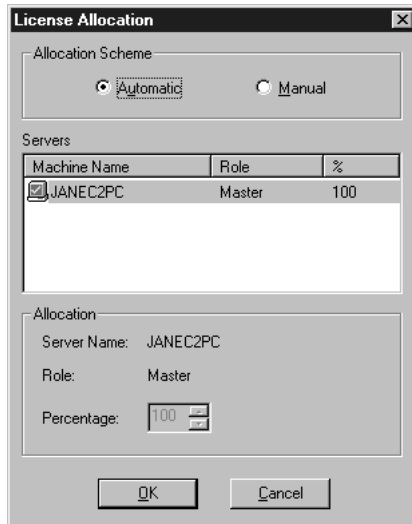 License Allocation
Allocation Scheme
Automatic Manual
Servers
Machine Name Role %
JANEC2PC Master 100
Allocation
Server Name: JANEC2PC
Role: Master
Percentage: 100
OK Cancel